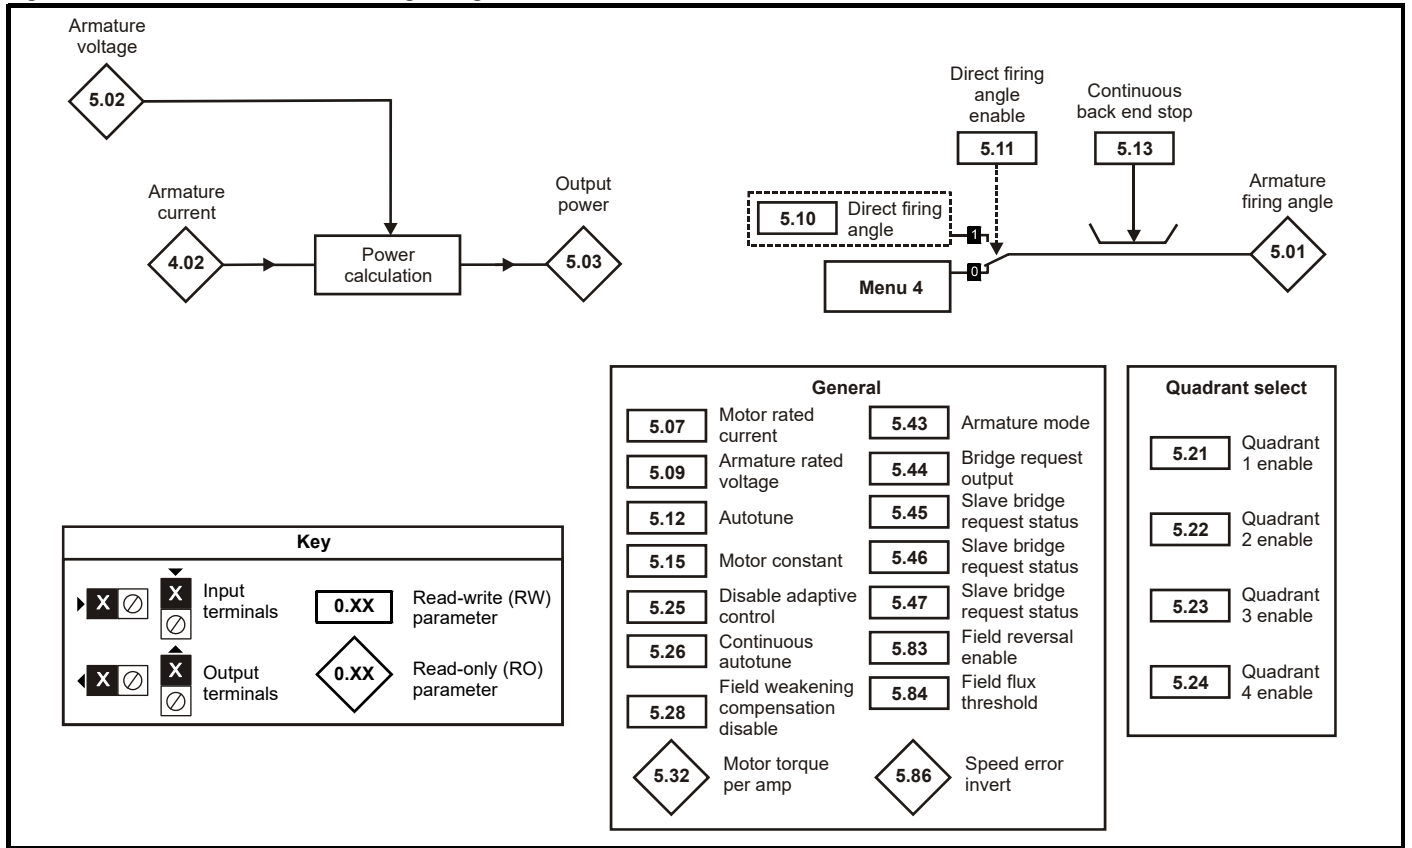 Armature
voltage
5.02
Armature
current
4.02
Power
calculation
Output
power
5.03
Direct firing
angle
enable
5.11
Continuous
back end stop
5.13
5.10
Direct firing
angle
1
0
Menu 4
Armature
firing angle
5.01
General
5.07
Motor rated
current
5.09
Armature rated
voltage
5.12
Autotune
5.15
Motor constant
5.25
Disable adaptive
control
5.26
Continuous
autotune
5.28
Field weakening
compensation
disable
5.32
Motor torque
per amp
5.43
Armature mode
5.44
Bridge request
output
5.45
Slave bridge
request status
5.46
Slave bridge
request status
5.47
Slave bridge
request status
5.83
Field reversal
enable
5.84
Field flux
threshold
5.86
Speed error
invert
Quadrant select
5.21
Quadrant
1 enable
5.22
Quadrant
2 enable
5.23
Quadrant
3 enable
5.24
Quadrant
4 enable
Key
X
X
Input
terminals
0.XX
Read-write (RW)
parameter
X
X
Output
terminals
0.XX
Read-only (RO)
parameter